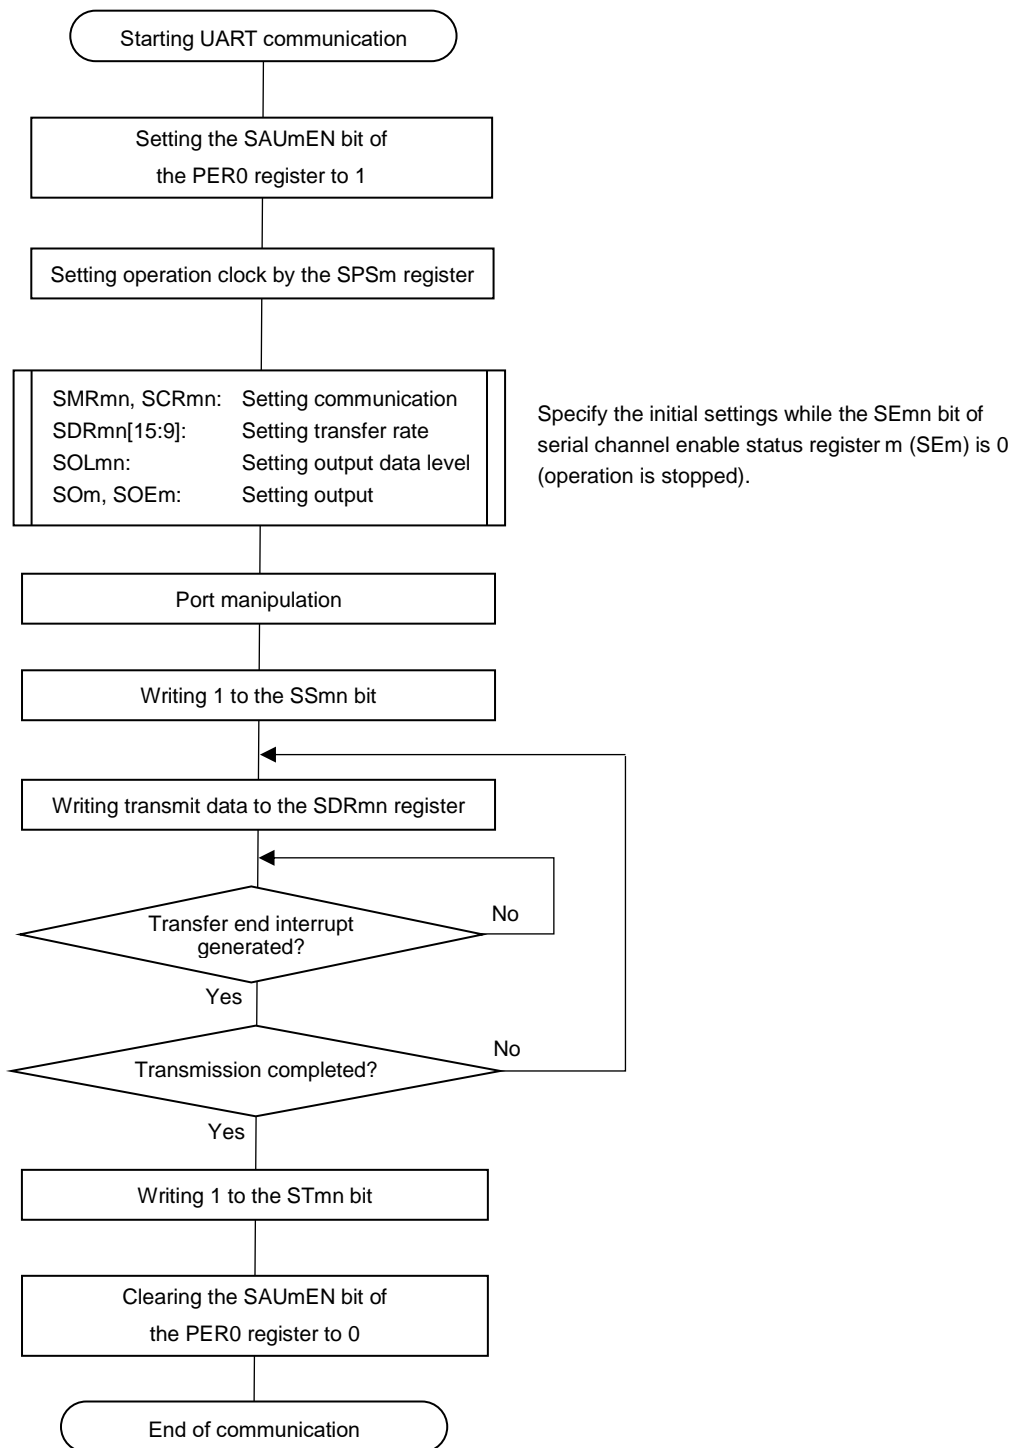 Starting UART communication
Setting the SAUmEN bit of
the PER0 register to 1
Setting operation clock by the SPSm register
SMRmn, SCRmn: Setting communication
SDRmn[15:9]: Setting transfer rate
SOLmn: Setting output data level
SOm, SOEm: Setting output
Specify the initial settings while the SEmn bit of
serial channel enable status register m (SEm) is 0
(operation is stopped).
Port manipulation
Writing 1 to the SSmn bit
Writing transmit data to the SDRmn register
Transfer end interrupt
generated?
No
Yes
Transmission completed?
No
Yes
Writing 1 to the STmn bit
Clearing the SAUmEN bit of
the PER0 register to 0
End of communication